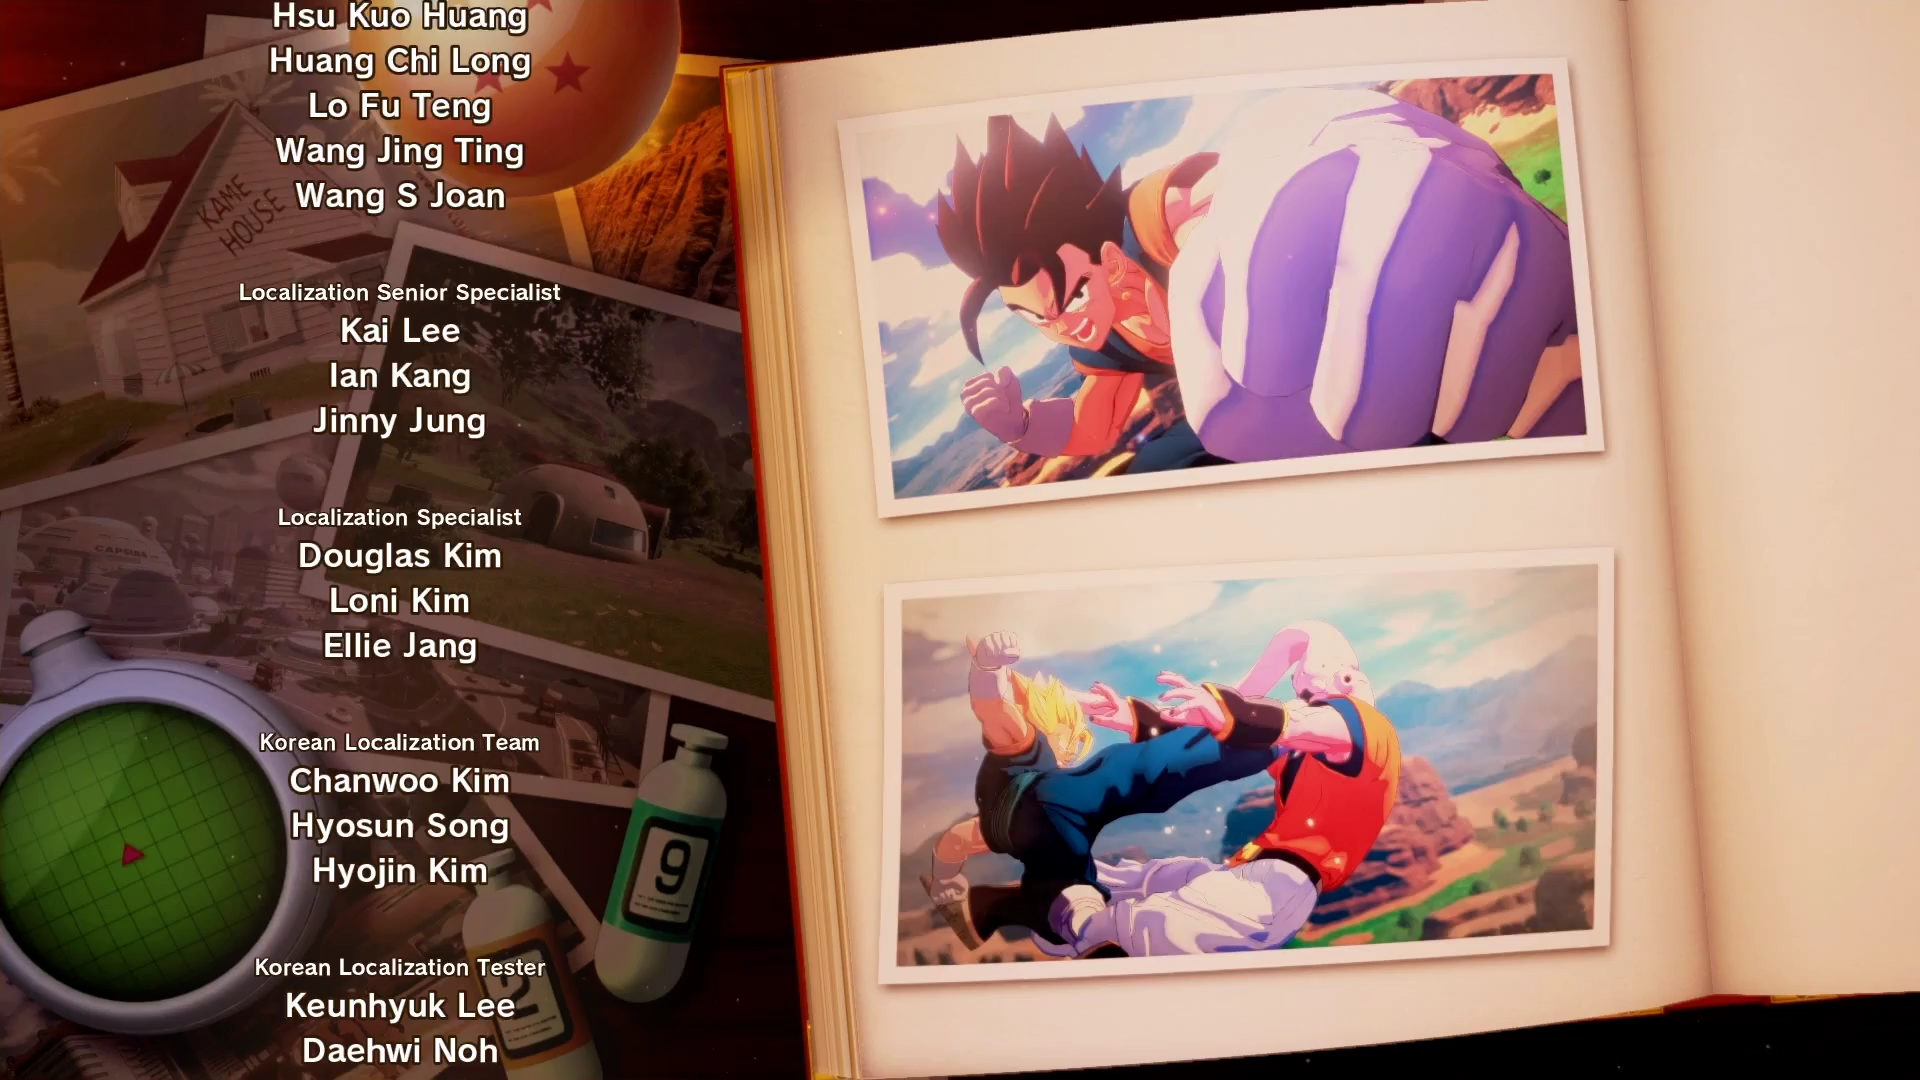 Hsu Kuo Huang
Huang Chi Long
Lo Fu Teng
Wang Jing Ting
Wang S Joan
KAME
HOUSE
Localization Senior Specialist
Kai Lee
Ian Kang
Jinny Jung
Localization Specialist
Douglas Kim
Loni Kim
Ellie Jang
CAPSULE
Korean Localization Team
Chanwoo Kim
Hyosun Song
Hyojin Kim
9
Korean Localization Tester
Keunhyuk Lee
Daehwi Noh
2